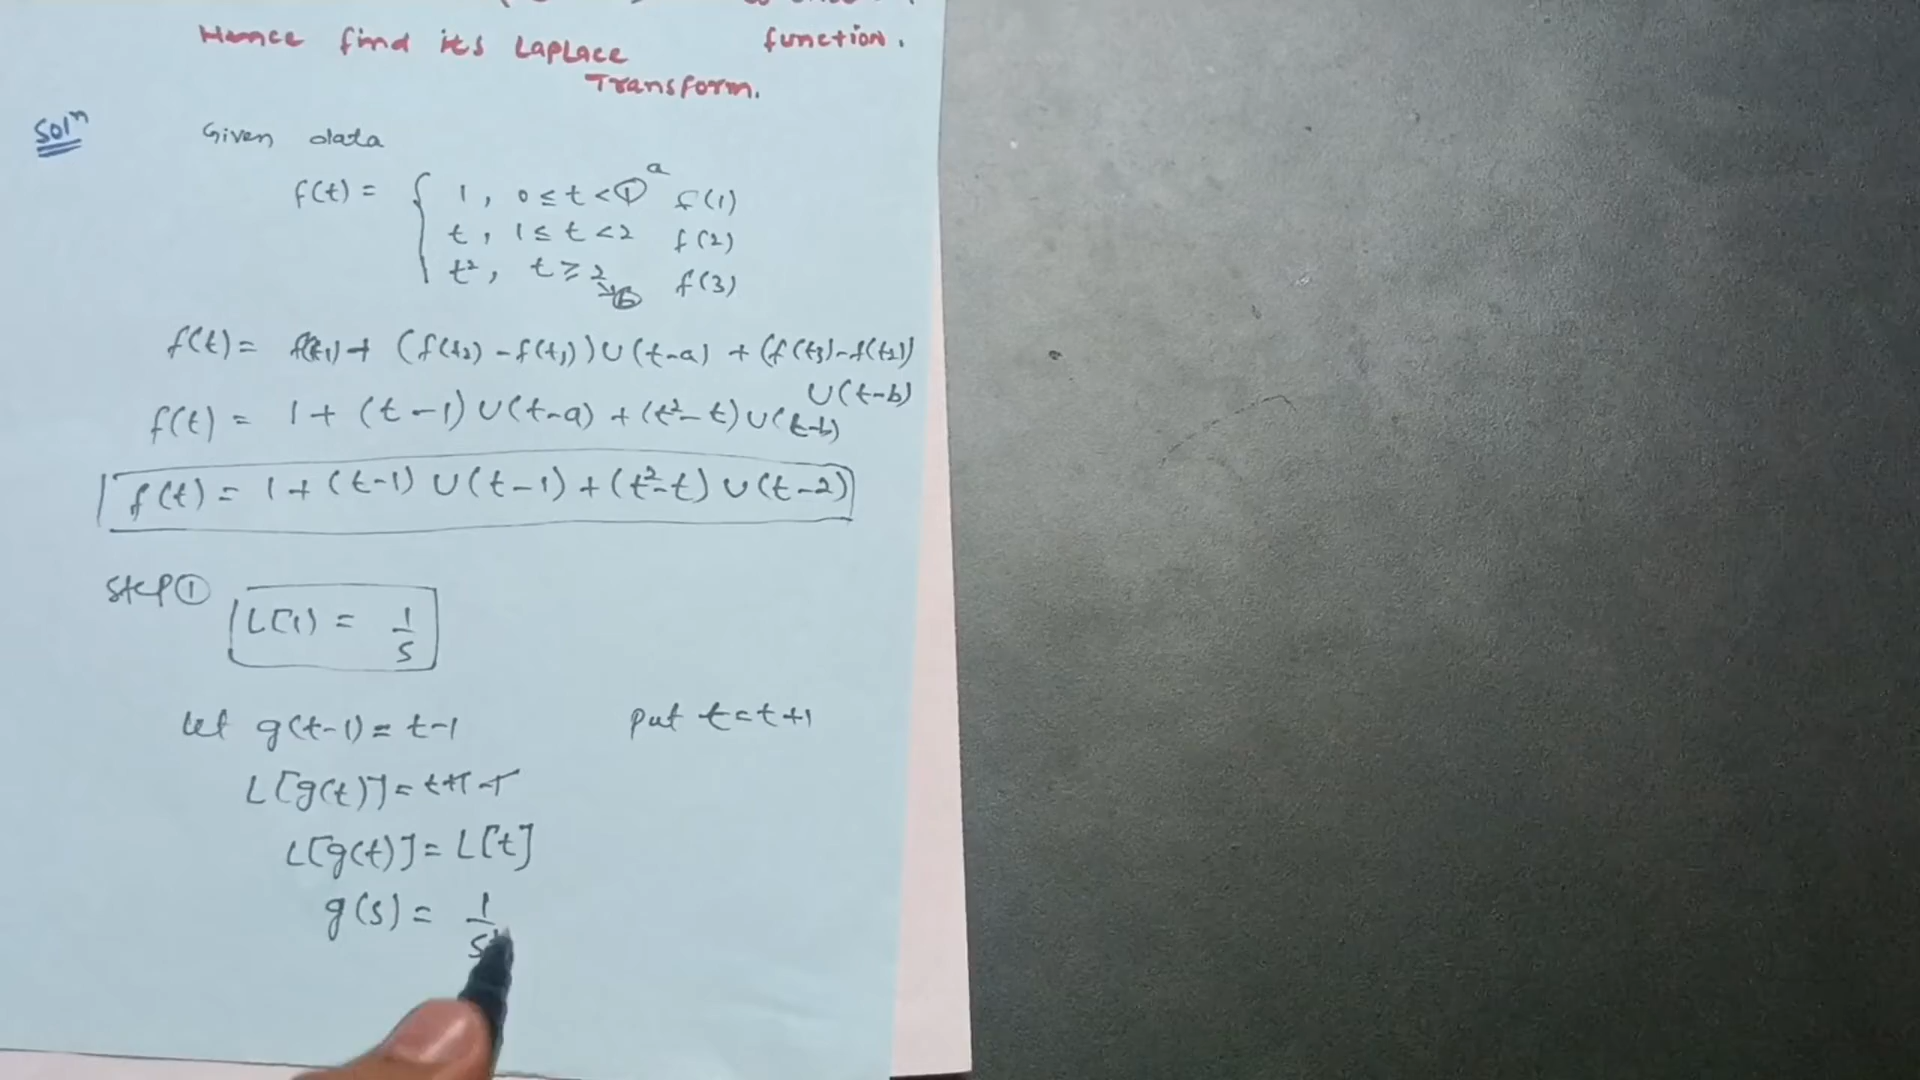 Hence find its Laplace function.
Transform.
Soln
Given data
f(t) = { 1, 0 ≤ t < 1 a f(1)
t, 1 ≤ t < 2 f(2)
t², t ≥ 2 → b f(3)
f(t) = f(t1) + (f(t2) - f(t1)) U(t-a) + (f(t3) - f(t2))
U(t-b)
f(t) = 1 + (t-1) U(t-a) + (t²-t) U(t-b)
f(t) = 1 + (t-1) U(t-1) + (t²-t) U(t-2)
Step ①
L[1) = 1/s
let g(t-1) = t-1 put t=t+1
L[g(t)] = t+1-1
L[g(t)] = L[t]
g(s) = 1/s²